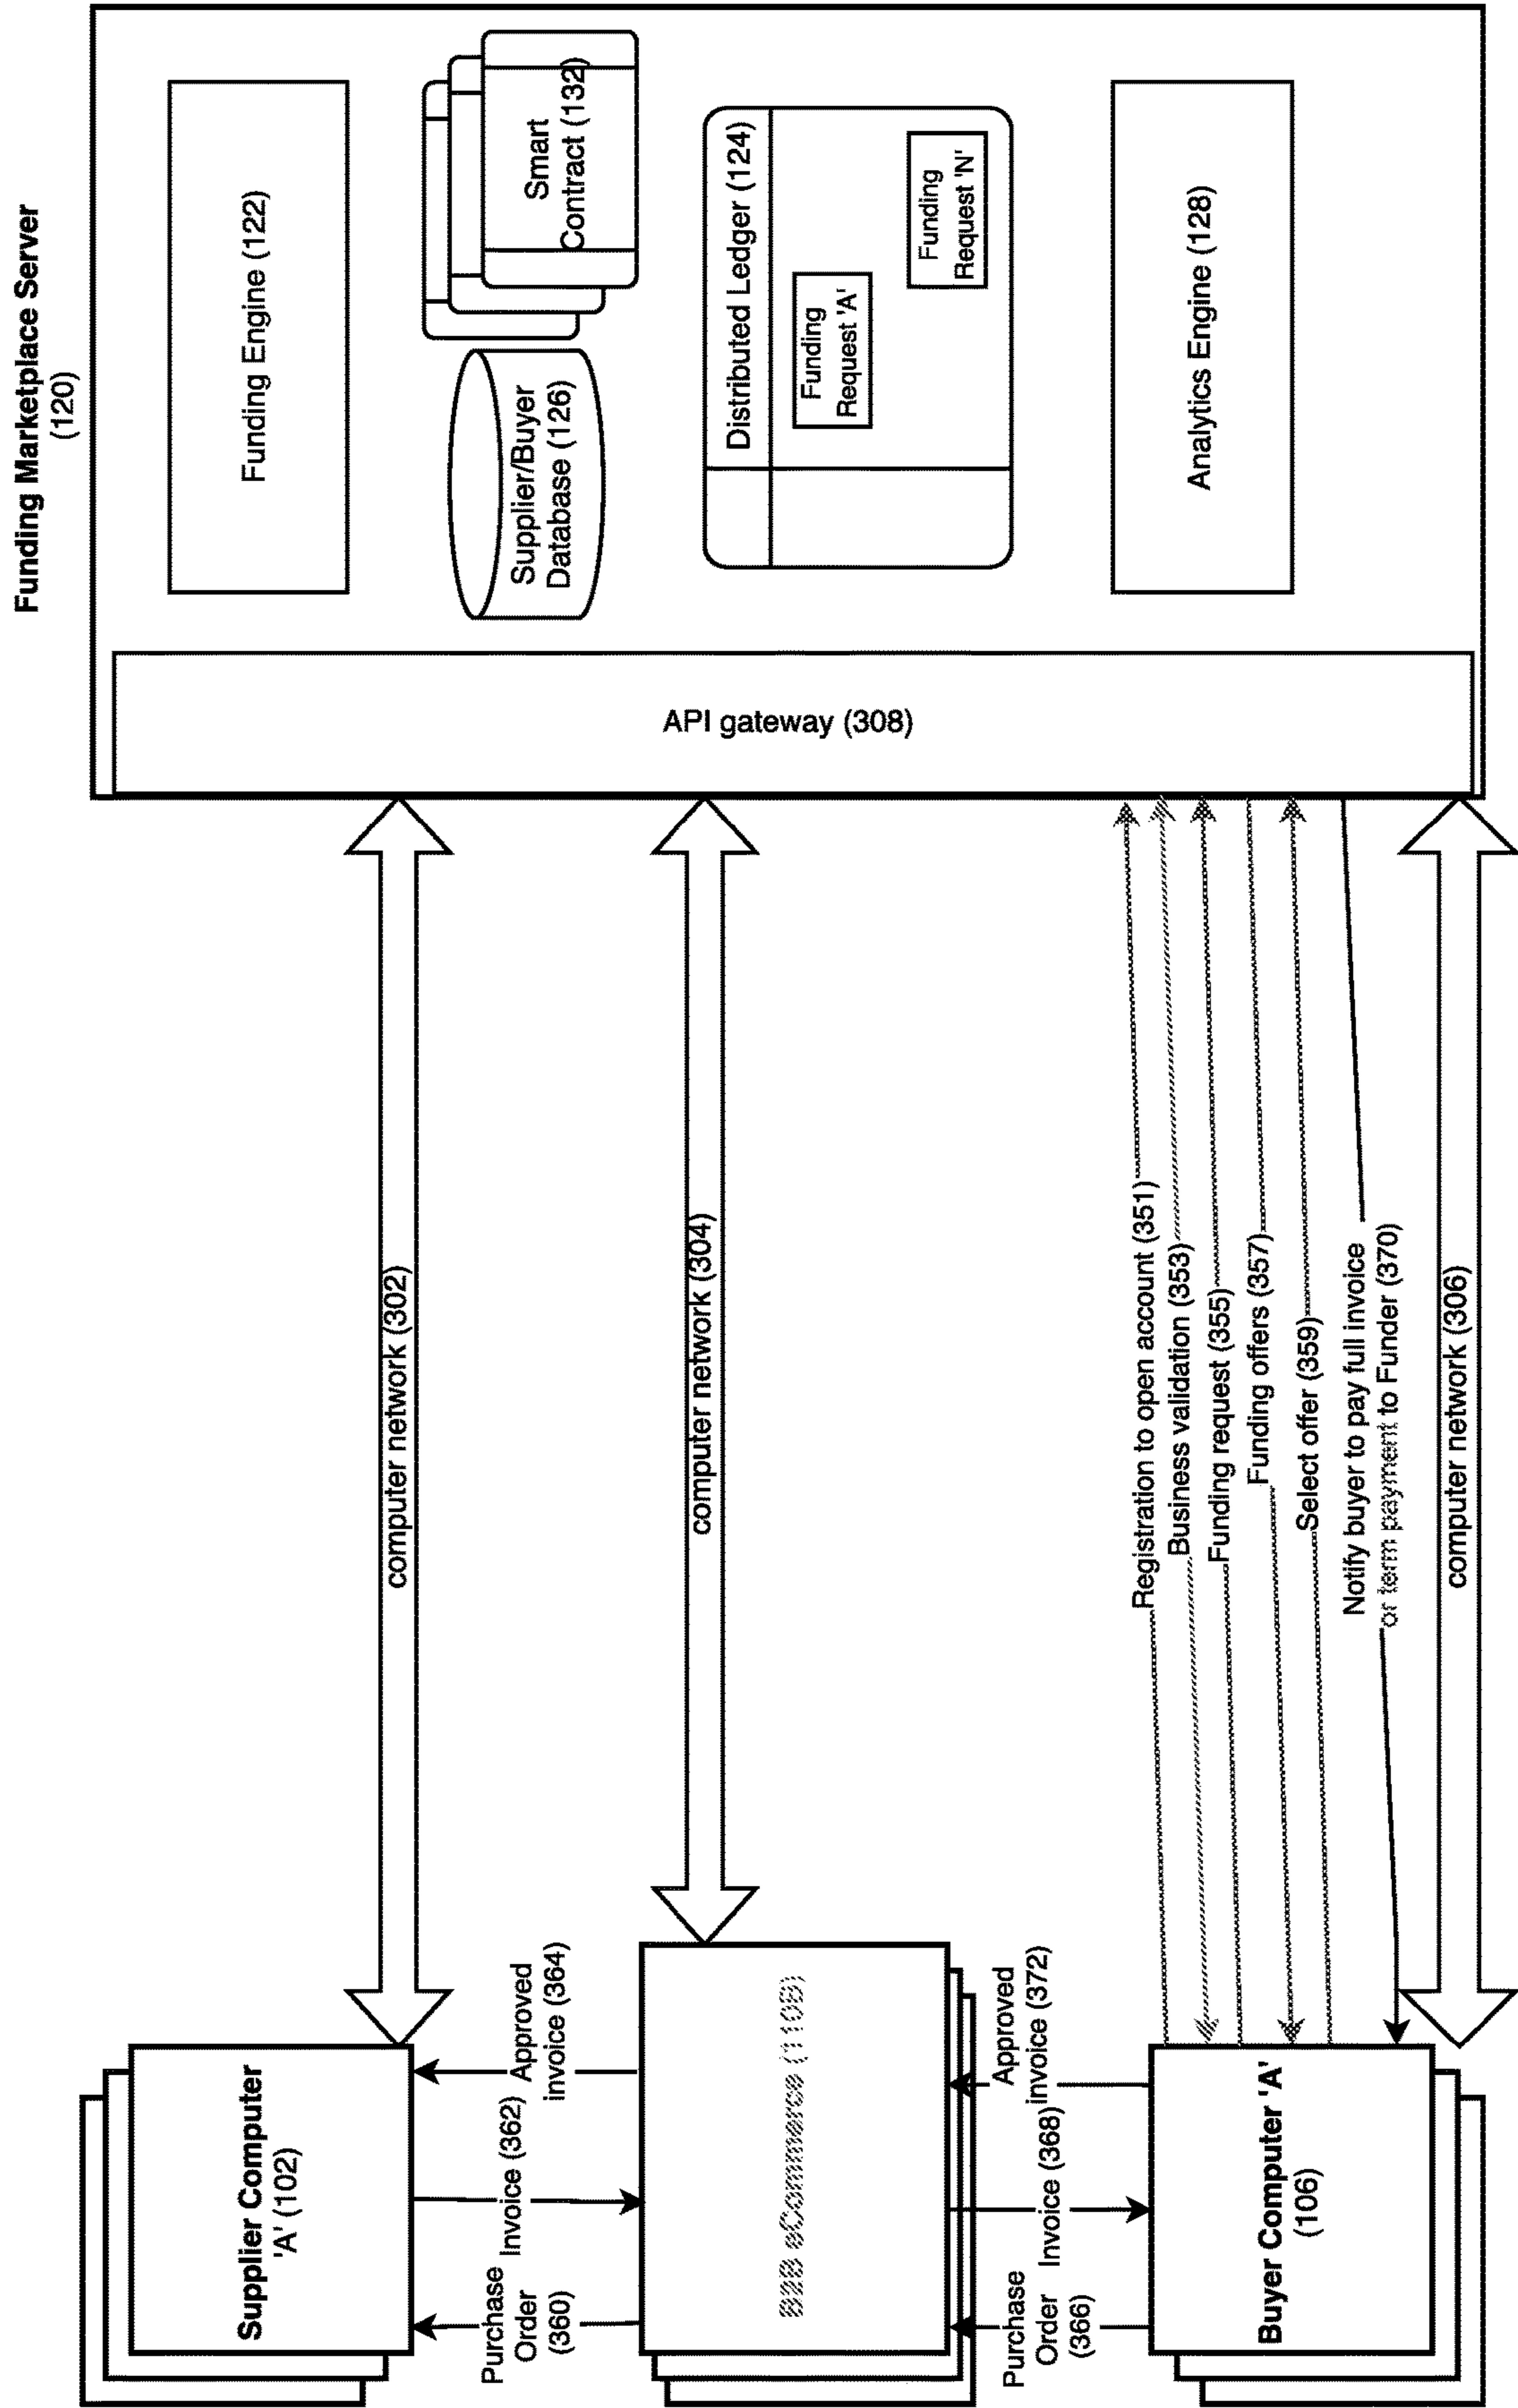 Funding Marketplace Server
(120)
Funding Engine (122)
Supplier/Buyer
Database (126)
Smart
Contract (132)
Distributed Ledger (124)
Funding
Request 'A'
Funding
Request 'N'
Analytics Engine (128)
API gateway (308)
computer network (302)
computer network (304)
Registration to open account (351)
Business validation (353)
Funding request (355)
Funding offers (357)
Select offer (359)
Notify buyer to pay full invoice
or term payment to Funder (370)
computer network (306)
Supplier Computer
'A' (102)
Purchase
Order
(360)
Invoice (362)
Approved
invoice (364)
B2B eCommerce (110B)
Purchase
Order
(366)
Invoice (368)
Approved
invoice (372)
Buyer Computer 'A'
(106)